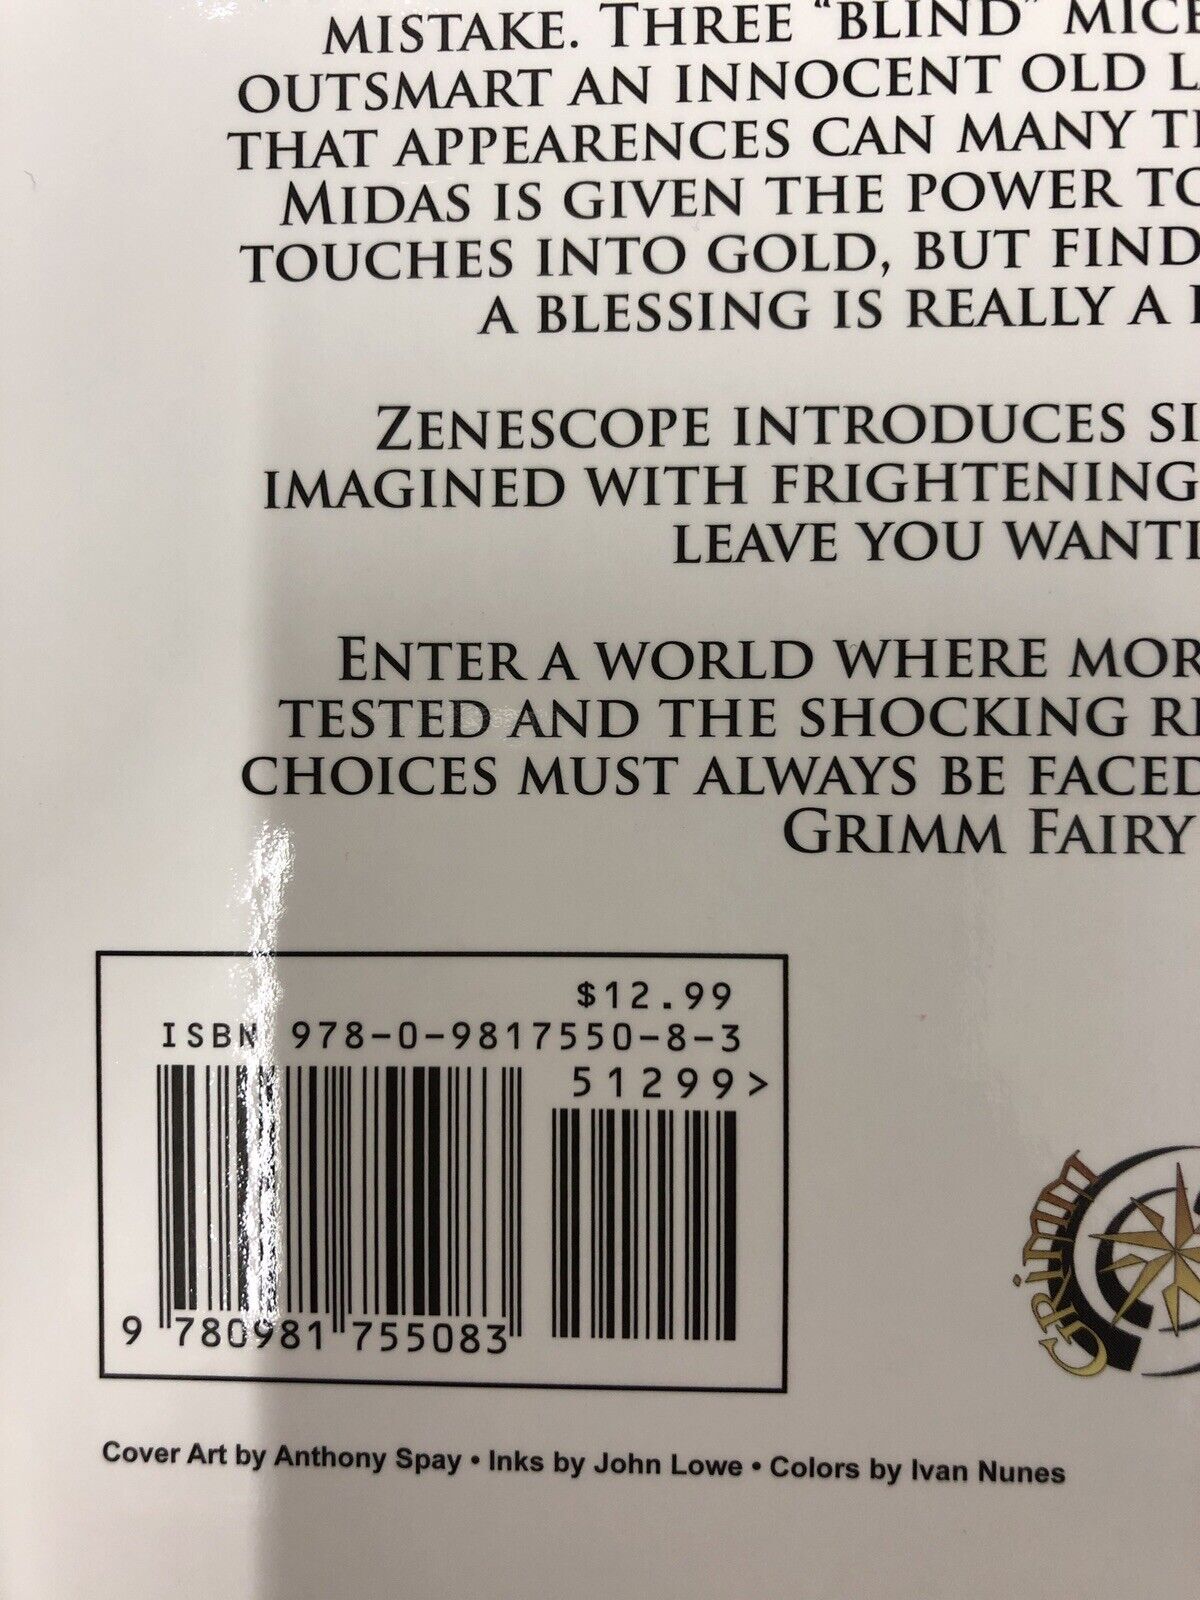 MISTAKE. THREE “BLIND” MICE
OUTSMART AN INNOCENT OLD
THAT APPEARENCES CAN MANY
MIDAS IS GIVEN THE POWER TO
TOUCHES INTO GOLD, BUT FIND
A BLESSING IS REALLY A
ZENESCOPE INTRODUCES
IMAGINED WITH FRIGHTENING
LEAVE YOU
ENTER A WORLD WHERE
TESTED AND THE SHOCKING
CHOICES MUST ALWAYS BE FACED
GRIMM FAIRY
$12.99
ISBN 978-0-9817550-8-3
51299>
9 780981 755083
GRIMM
Cover Art by Anthony Spay • Inks by John Lowe • Colors by Ivan Nunes